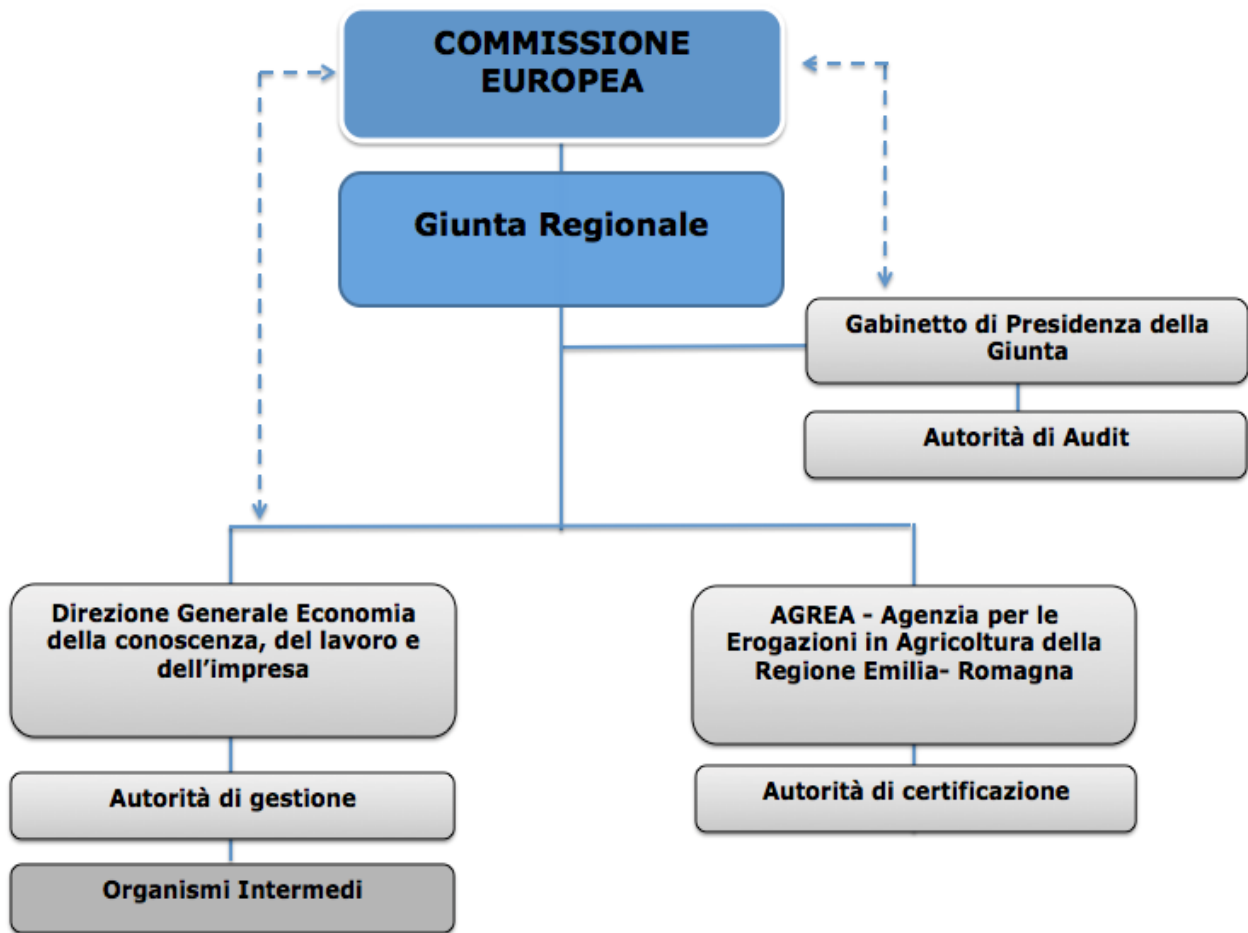 COMMISSIONE
EUROPEA
Giunta Regionale
Gabinetto di Presidenza della
Giunta
Autorità di Audit
Direzione Generale Economia
della conoscenza, del lavoro e
dell’impresa
AGREA - Agenzia per le
Erogazioni in Agricoltura della
Regione Emilia- Romagna
Autorità di gestione
Autorità di certificazione
Organismi Intermedi